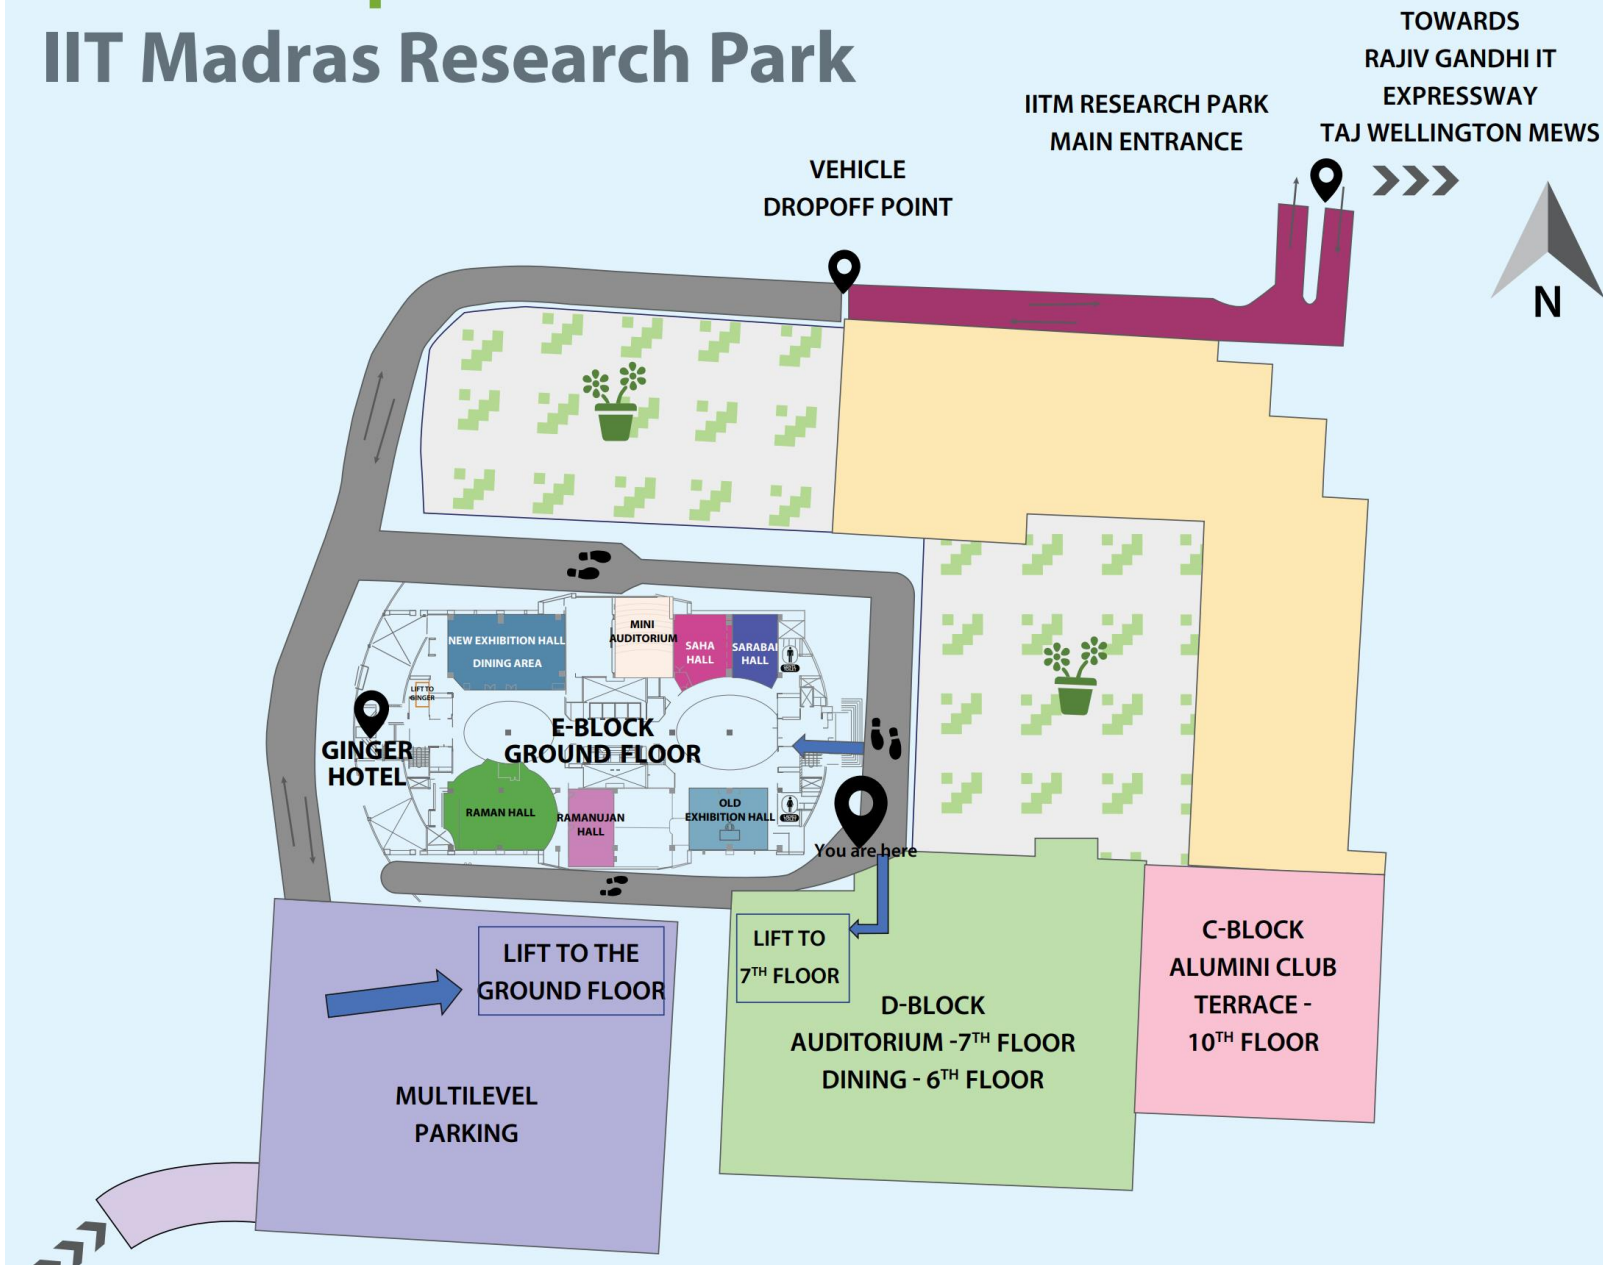 IIT Madras Research Park
TOWARDS
RAJIV GANDHI IT
EXPRESSWAY
TAJ WELLINGTON MEWS
IITM RESEARCH PARK
MAIN ENTRANCE
VEHICLE
DROPOFF POINT
N
NEW EXHIBITION HALL
DINING AREA
MINI
AUDITORIUM
SAHA
HALL
SARABAI
HALL
LIFT TO
GINGER
GINGER
HOTEL
E-BLOCK
GROUND FLOOR
RAMAN HALL
RAMANUJAN
HALL
OLD
EXHIBITION HALL
You are here
LIFT TO THE
GROUND FLOOR
MULTILEVEL
PARKING
LIFT TO
7TH FLOOR
D-BLOCK
AUDITORIUM -7TH FLOOR
DINING - 6TH FLOOR
C-BLOCK
ALUMINI CLUB
TERRACE -
10TH FLOOR